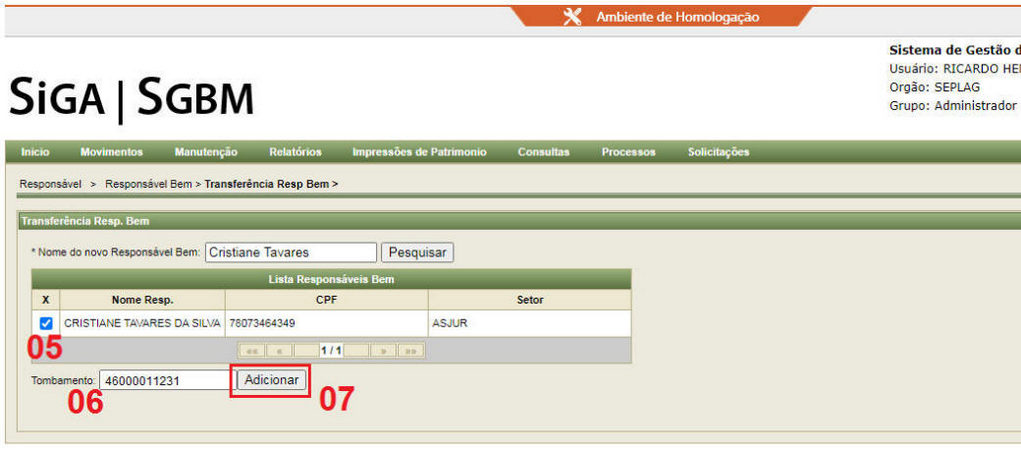 Ambiente de Homologação
Sistema de Gestão d
Usuário: RICARDO HE
Orgão: SEPLAG
Grupo: Administrador
SiGA | SGBM
Início Movimentos Manutenção Relatórios Impressões de Patrimonio Consultas Processos Solicitações
Responsável > Responsável Bem > Transferência Resp Bem >
Transferência Resp. Bem
* Nome do novo Responsável Bem: Cristiane Tavares Pesquisar
Lista Responsáveis Bem
X Nome Resp. CPF Setor
CRISTIANE TAVARES DA SILVA 78073464349 ASJUR
05
«« « 1 / 1 » »»
Tombamento: 46000011231 Adicionar
06 07